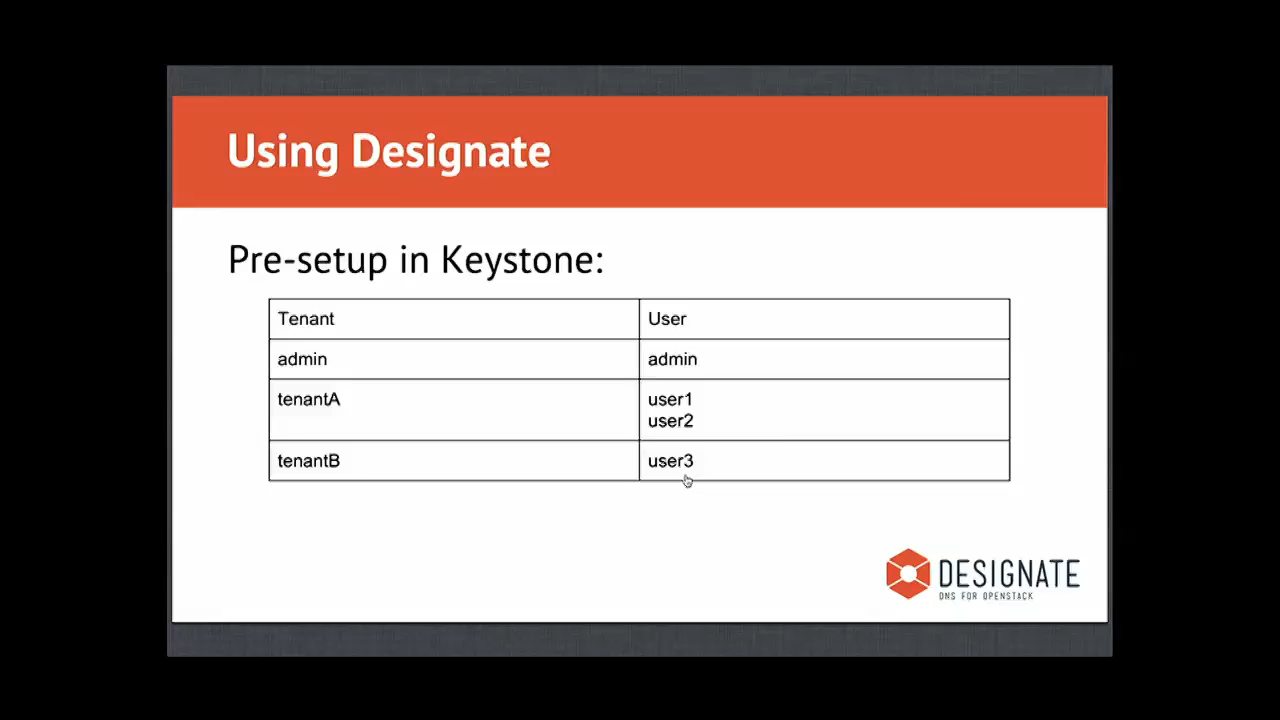 Using Designate
Pre-setup in Keystone:
Tenant User
admin admin
tenantA user1
user2
tenantB user3
DESIGNATE
DNS FOR OPENSTACK